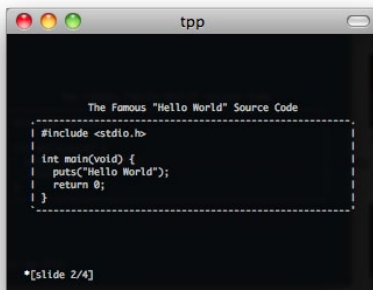 tpp
The Famous "Hello World" Source Code
#include <stdio.h>
int main(void) {
puts("Hello World");
return 0;
}
*[slide 2/4]